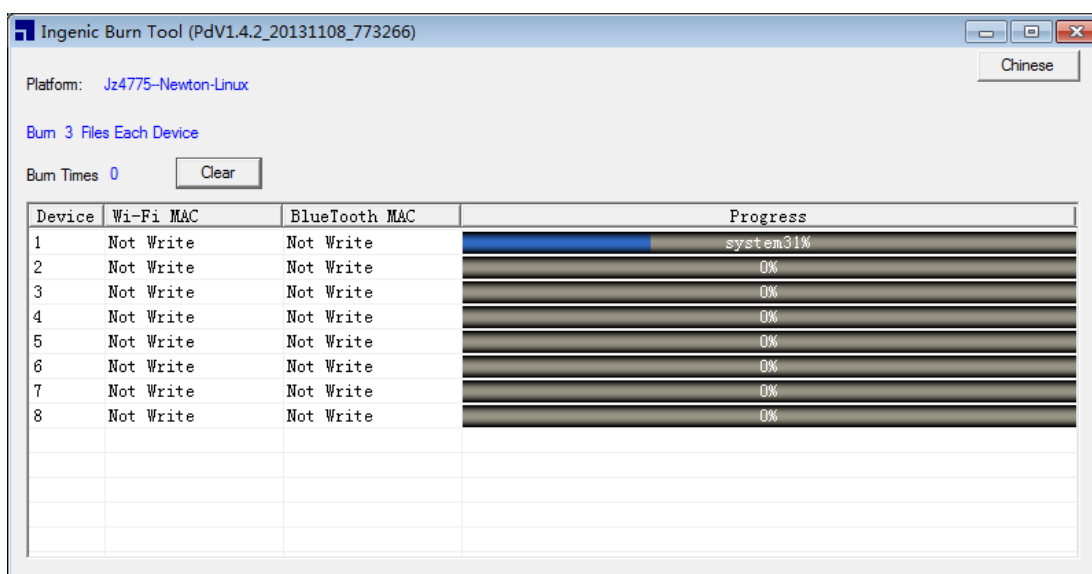 Ingenic Burn Tool (PdV1.4.2_20131108_773266)
Chinese
Platform: Jz4775--Newton-Linux
Burn 3 Files Each Device
Burn Times 0 Clear
Device Wi-Fi MAC BlueTooth MAC Progress
1 Not Write Not Write system31%
2 Not Write Not Write 0%
3 Not Write Not Write 0%
4 Not Write Not Write 0%
5 Not Write Not Write 0%
6 Not Write Not Write 0%
7 Not Write Not Write 0%
8 Not Write Not Write 0%